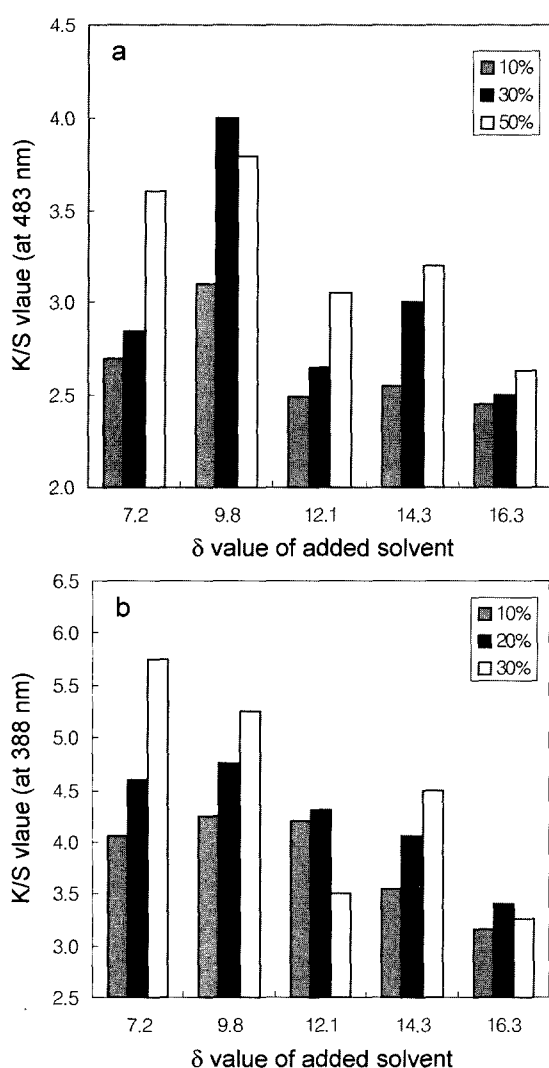 a
10%
30%
50%
K/S vlaue (at 483 nm)
4.5
4.0
3.5
3.0
2.5
2.0
7.2 9.8 12.1 14.3 16.3
δ value of added solvent
b
10%
20%
30%
K/S vlaue (at 388 nm)
6.5
6.0
5.5
5.0
4.5
4.0
3.5
3.0
2.5
7.2 9.8 12.1 14.3 16.3
δ value of added solvent